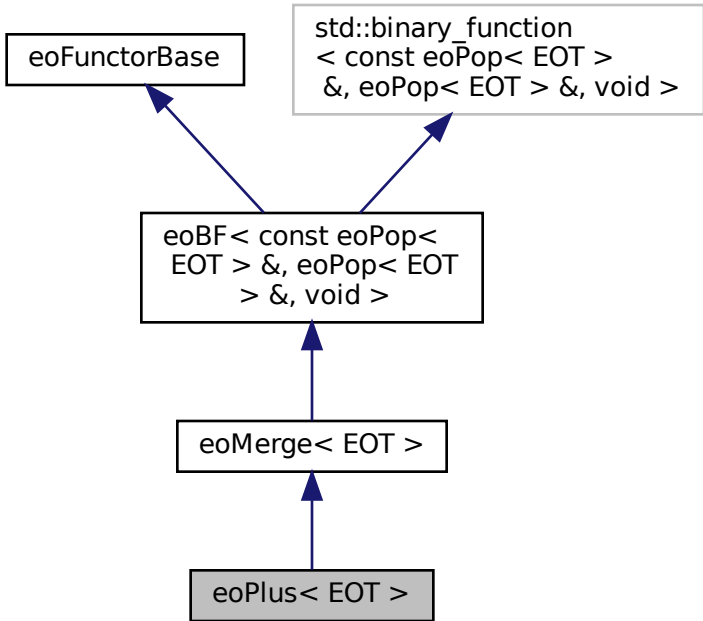 std::binary_function
< const eoPop< EOT >
&, eoPop< EOT > &, void >
eoFunctorBase
eoBF< const eoPop<
EOT > &, eoPop< EOT
> &, void >
eoMerge< EOT >
eoPlus< EOT >